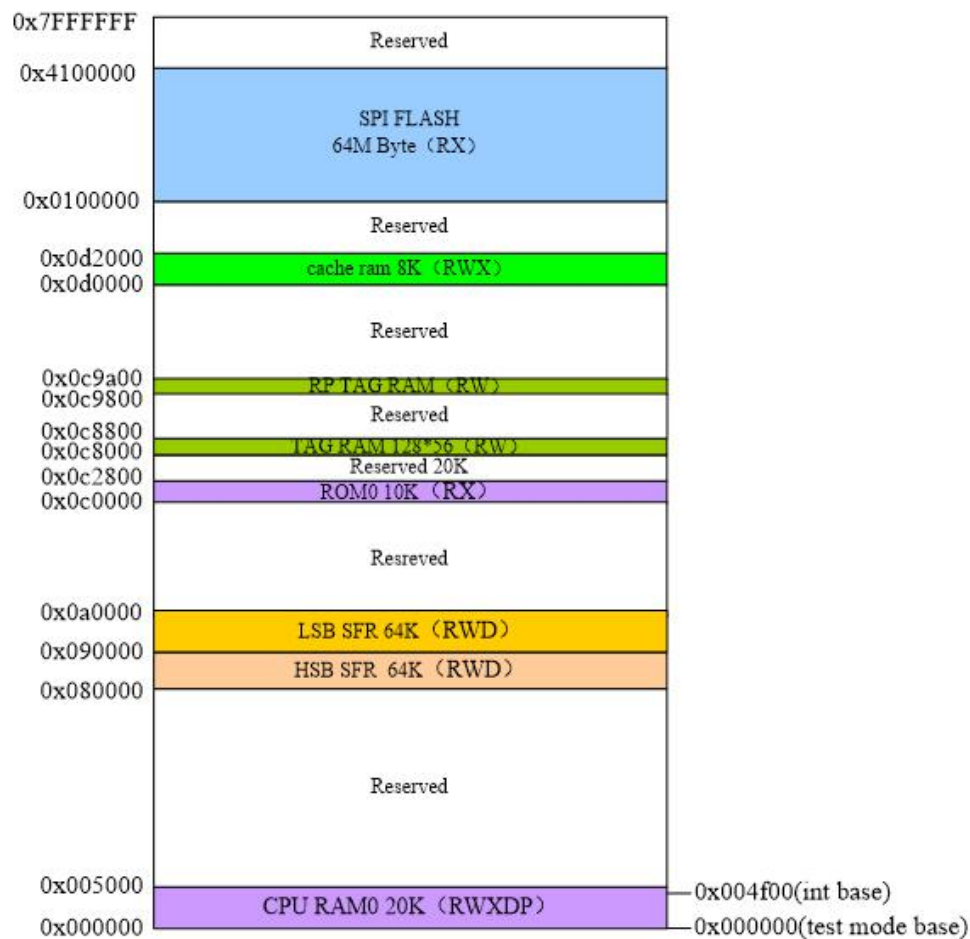 0x7FFFFFF
Reserved
0x4100000
SPI FLASH
64M Byte（RX）
0x0100000
Reserved
0x0d2000
cache ram 8K（RWX）
0x0d0000
Reserved
0x0c9a00
RP TAG RAM（RW）
0x0c9800
Reserved
0x0c8800
TAG RAM 128*56（RW）
0x0c8000
Reserved 20K
0x0c2800
ROM0 10K（RX）
0x0c0000
Resreved
0x0a0000
LSB SFR 64K（RWD）
0x090000
HSB SFR 64K（RWD）
0x080000
Reserved
0x005000
0x004f00(int base)
CPU RAM0 20K（RWXDP）
0x000000
0x000000(test mode base)